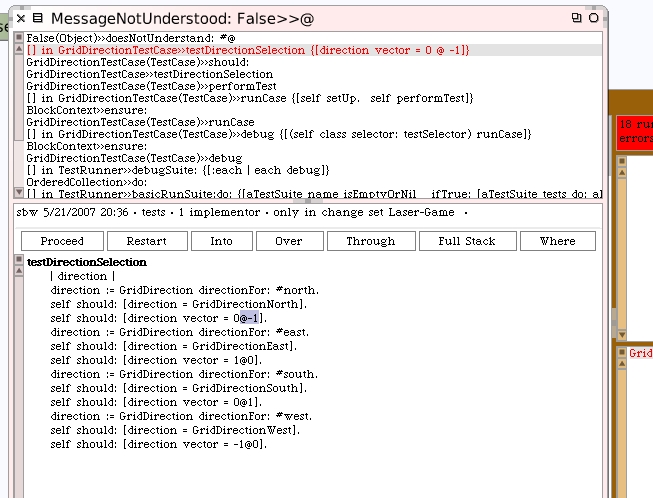 se
MessageNotUnderstood: False>>@
False(Object)>>doesNotUnderstand: #@
[] in GridDirectionTestCase>>testDirectionSelection {[direction vector = 0 @ -1]}
GridDirectionTestCase(TestCase)>>should:
GridDirectionTestCase>>testDirectionSelection
GridDirectionTestCase(TestCase)>>performTest
[] in GridDirectionTestCase(TestCase)>>runCase {[self setUp. self performTest]}
BlockContext>>ensure:
GridDirectionTestCase(TestCase)>>runCase
[] in GridDirectionTestCase(TestCase)>>debug {[(self class selector: testSelector) runCase]}
BlockContext>>ensure:
GridDirectionTestCase(TestCase)>>debug
[] in TestRunner>>debugSuite: {[:each | each debug]}
OrderedCollection>>do:
[] in TestRunner>>basicRunSuite:do: {[aTestSuite name isEmptyOrNil ifTrue: [aTestSuite tests do: a]
18 run
errors
sbw 5/21/2007 20:36 · tests · 1 implementor · only in change set Laser-Game ·
Proceed Restart Into Over Through Full Stack Where
testDirectionSelection
| direction |
direction := GridDirection directionFor: #north.
self should: [direction = GridDirectionNorth].
self should: [direction vector = 0@-1].
direction := GridDirection directionFor: #east.
self should: [direction = GridDirectionEast].
self should: [direction vector = 1@0].
direction := GridDirection directionFor: #south.
self should: [direction = GridDirectionSouth].
self should: [direction vector = 0@1].
direction := GridDirection directionFor: #west.
self should: [direction = GridDirectionWest].
self should: [direction vector = -1@0].
Grid